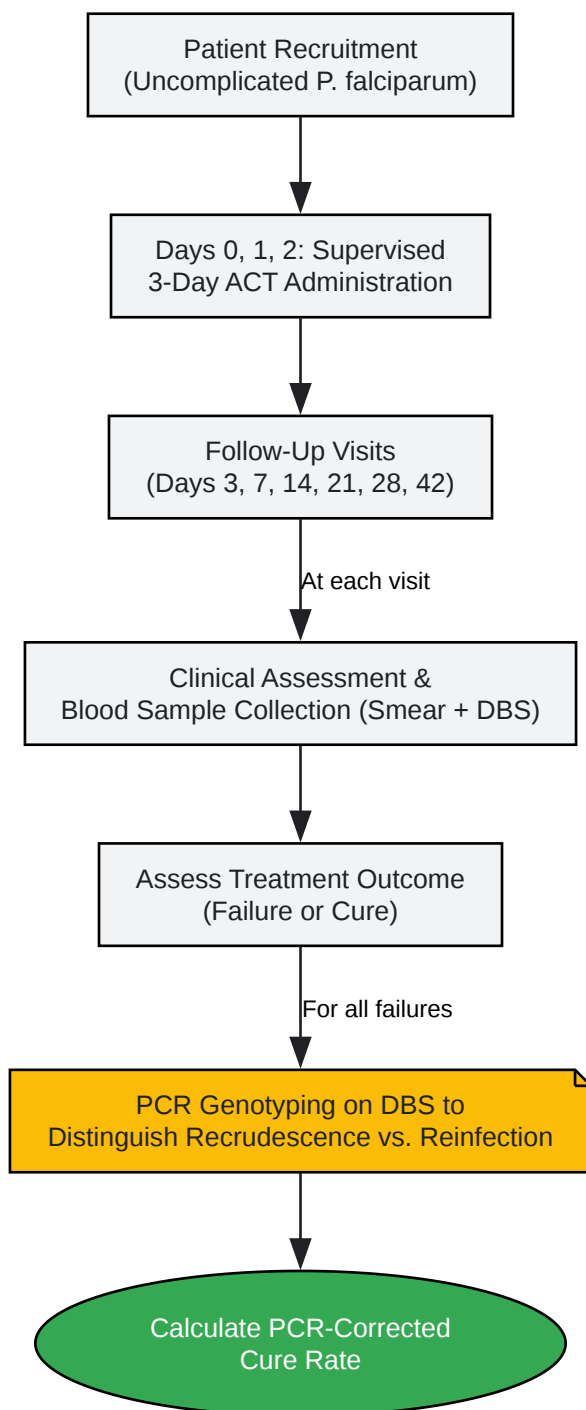 Patient Recruitment
(Uncomplicated P. falciparum)
Days 0, 1, 2: Supervised
3-Day ACT Administration
Follow-Up Visits
(Days 3, 7, 14, 21, 28, 42)
At each visit
Clinical Assessment &
Blood Sample Collection (Smear + DBS)
Assess Treatment Outcome
(Failure or Cure)
For all failures
PCR Genotyping on DBS to
Distinguish Recrudescence vs. Reinfection
Calculate PCR-Corrected
Cure Rate